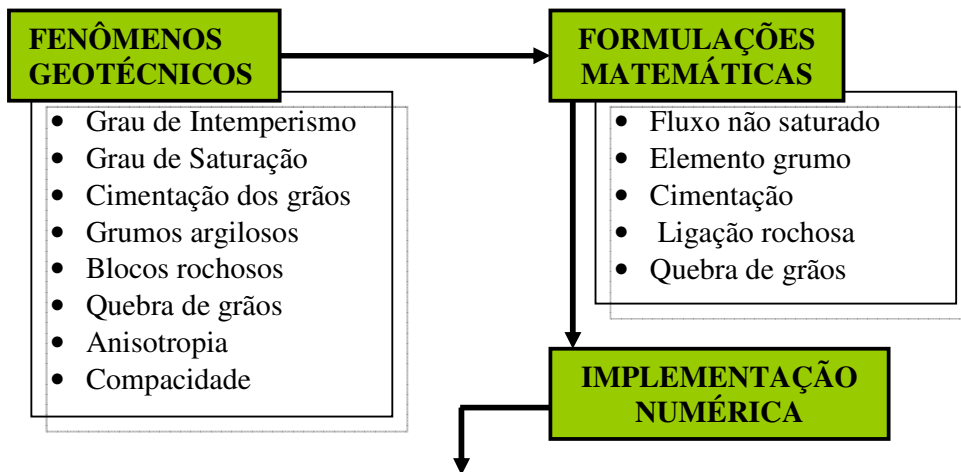 FENÔMENOS
GEOTÉCNICOS
• Grau de Intemperismo
• Grau de Saturação
• Cimentação dos grãos
• Grumos argilosos
• Blocos rochosos
• Quebra de grãos
• Anisotropia
• Compacidade
FORMULAÇÕES
MATEMÁTICAS
• Fluxo não saturado
• Elemento grumo
• Cimentação
• Ligação rochosa
• Quebra de grãos
IMPLEMENTAÇÃO
NUMÉRICA